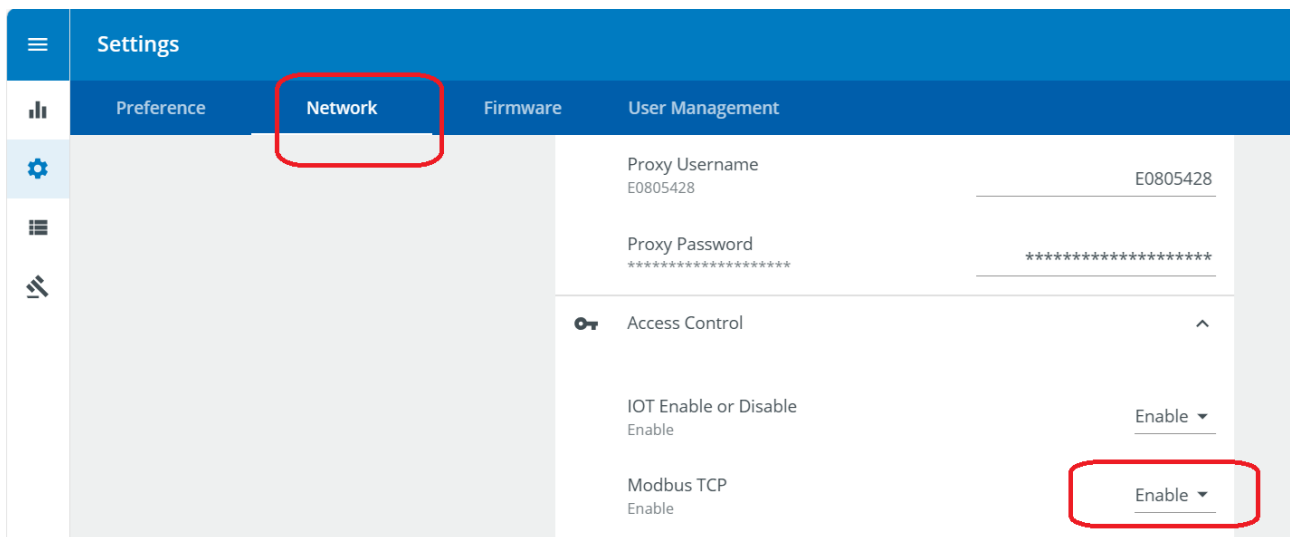 Settings
Preference Network Firmware User Management
Proxy Username
E0805428
E0805428
Proxy Password
********************
********************
Access Control
IOT Enable or Disable
Enable
Enable
Modbus TCP
Enable
Enable